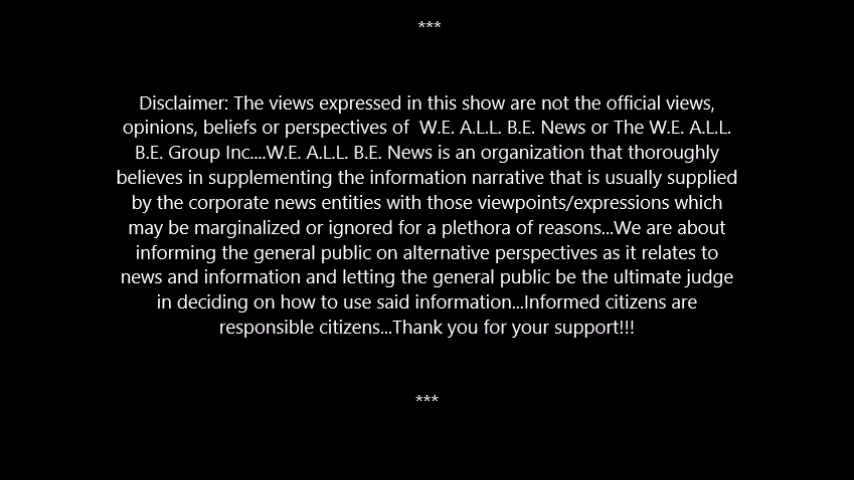 ***
Disclaimer: The views expressed in this show are not the official views,
opinions, beliefs or perspectives of  W.E. A.L.L. B.E. News or The W.E. A.L.L.
B.E. Group Inc....W.E. A.L.L. B.E. News is an organization that thoroughly
believes in supplementing the information narrative that is usually supplied
by the corporate news entities with those viewpoints/expressions which
may be marginalized or ignored for a plethora of reasons...We are about
informing the general public on alternative perspectives as it relates to
news and information and letting the general public be the ultimate judge
in deciding on how to use said information...Informed citizens are
responsible citizens...Thank you for your support!!!
***